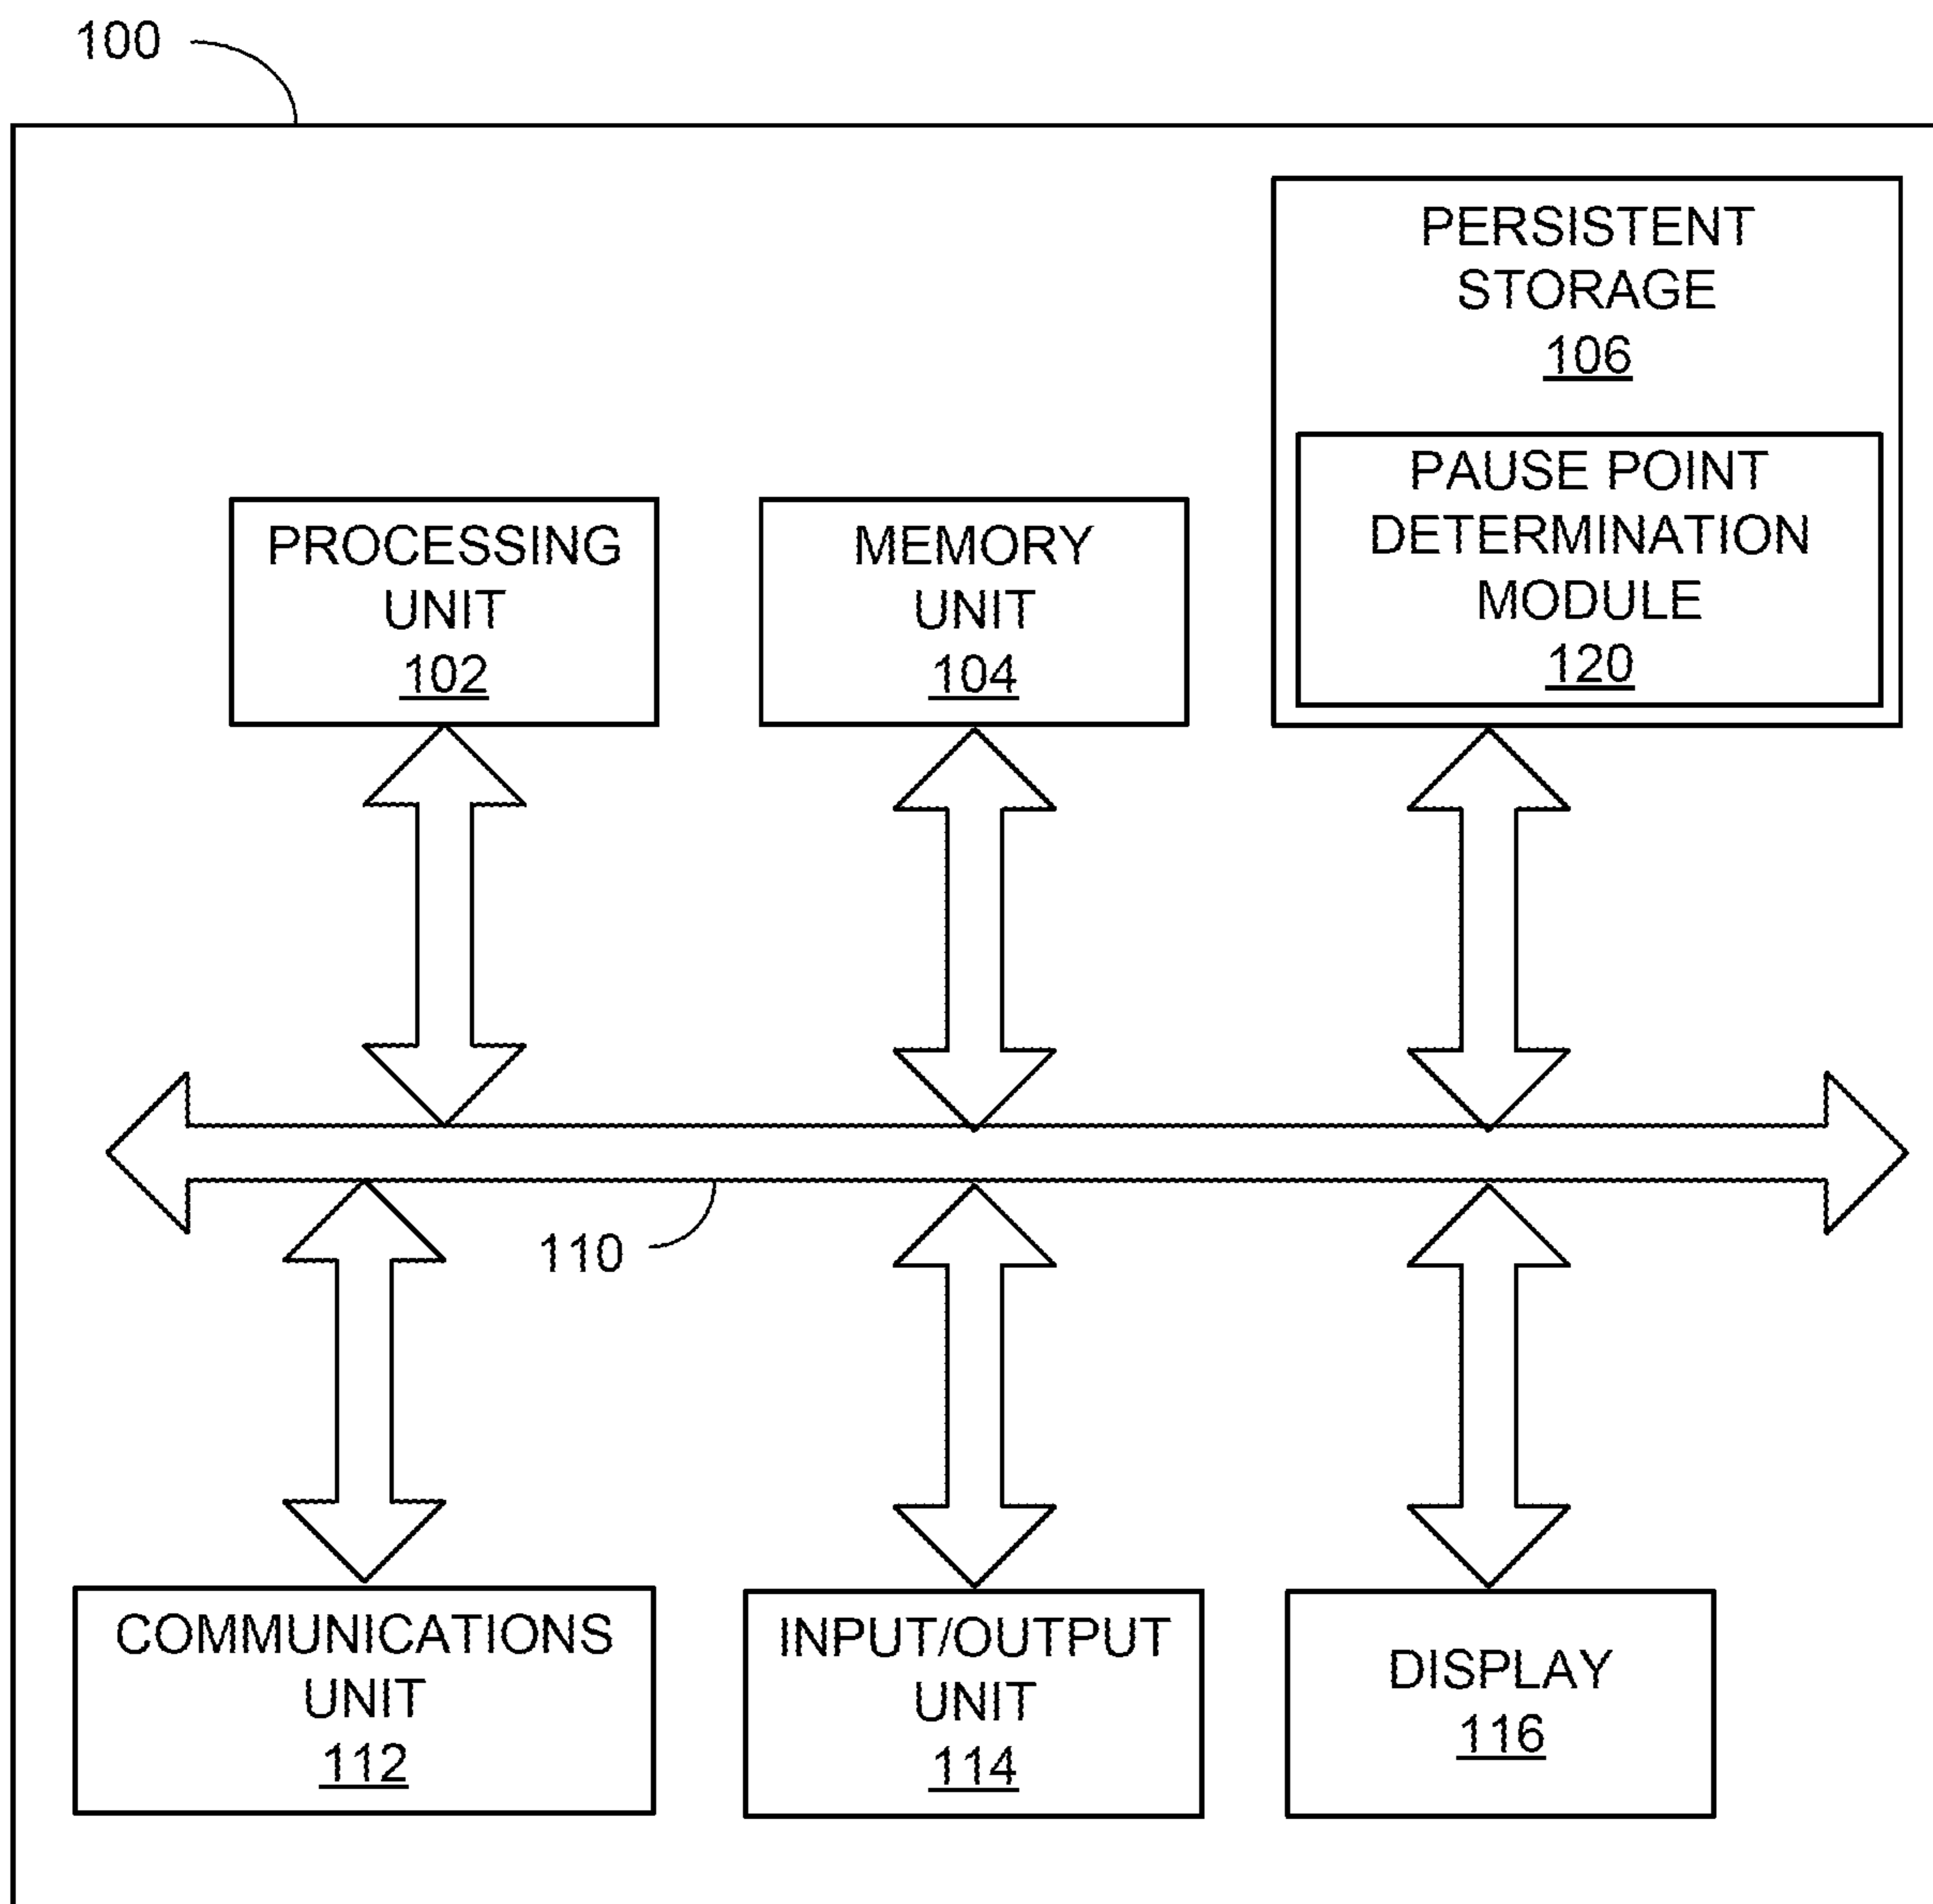 100
PERSISTENT
STORAGE
106
PAUSE POINT
DETERMINATION
MODULE
120
PROCESSING
UNIT
102
MEMORY
UNIT
104
110
COMMUNICATIONS
UNIT
112
INPUT/OUTPUT
UNIT
114
DISPLAY
116